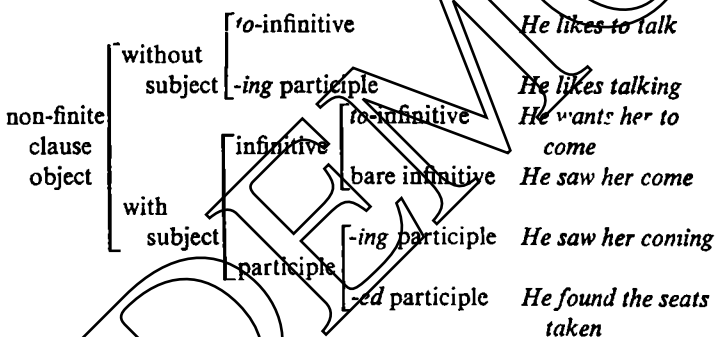 to-infinitive He likes to talk
without
subject -ing participle He likes talking
non-finite to-infinitive He wants her to
clause infinitive come
object bare infinitive He saw her come
with
subject -ing participle He saw her coming
participle
-ed participle He found the seats
taken
DEMO